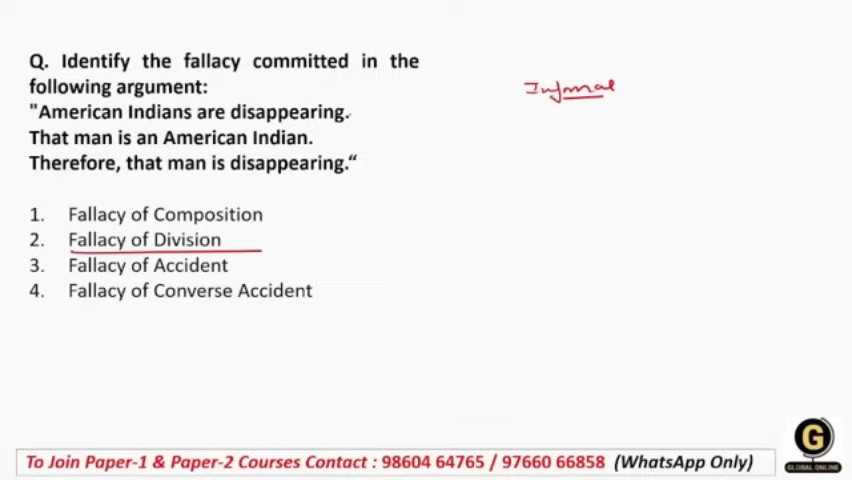 Q. Identify the fallacy committed in the
following argument:
"American Indians are disappearing.
That man is an American Indian.
Therefore, that man is disappearing.“
Informal
1. Fallacy of Composition
2. Fallacy of Division
3. Fallacy of Accident
4. Fallacy of Converse Accident
G
GLOBAL ONLINE
To Join Paper-1 & Paper-2 Courses Contact : 98604 64765 / 97660 66858 (WhatsApp Only)